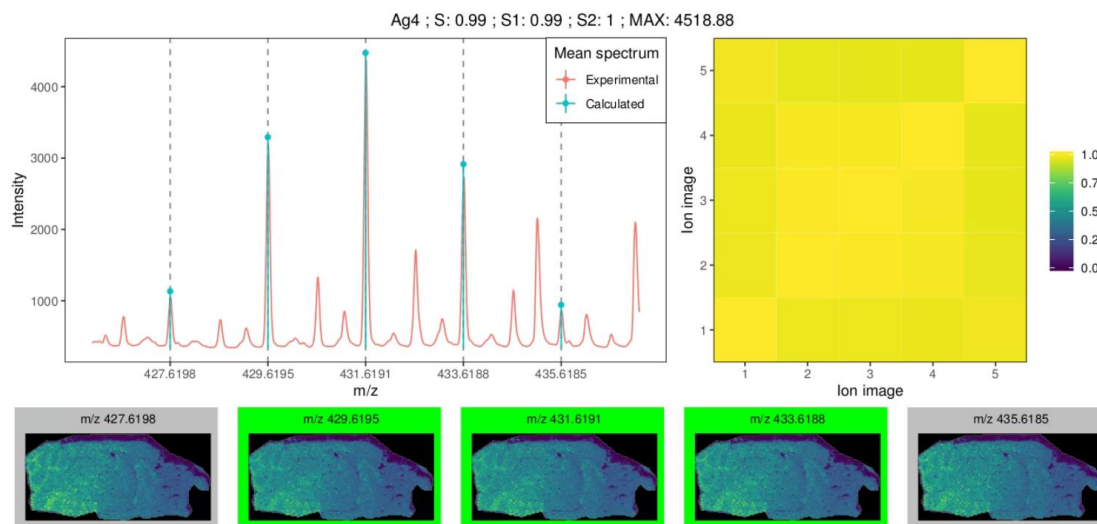 Ag4 ; S: 0.99 ; S1: 0.99 ; S2: 1 ; MAX: 4518.88
Mean spectrum
Experimental
Calculated
Intensity
4000
3000
2000
1000
427.6198
429.6195
431.6191
433.6188
435.6185
m/z
Ion image
5
4
3
2
1
1
2
3
4
5
Ion image
1.0
0.7
0.5
0.2
0.0
m/z 427.6198
m/z 429.6195
m/z 431.6191
m/z 433.6188
m/z 435.6185